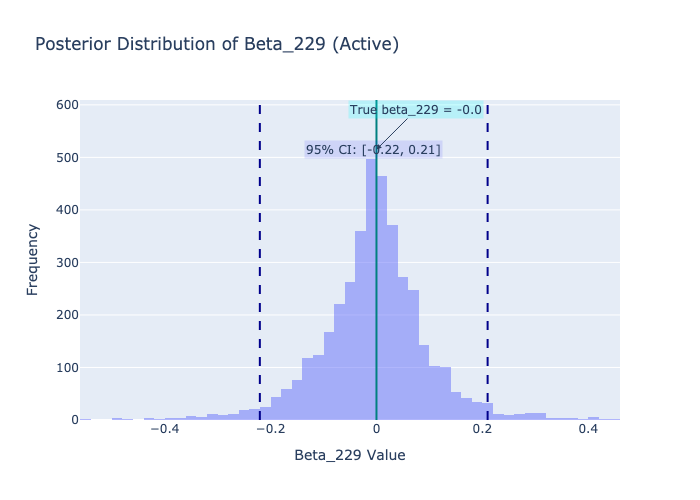 Posterior Distribution of Beta_229 (Active)
True beta_229 = -0.0
95% CI: [-0.22, 0.21]
600
500
400
300
200
100
0
Frequency
−0.4
−0.2
0
0.2
0.4
Beta_229 Value